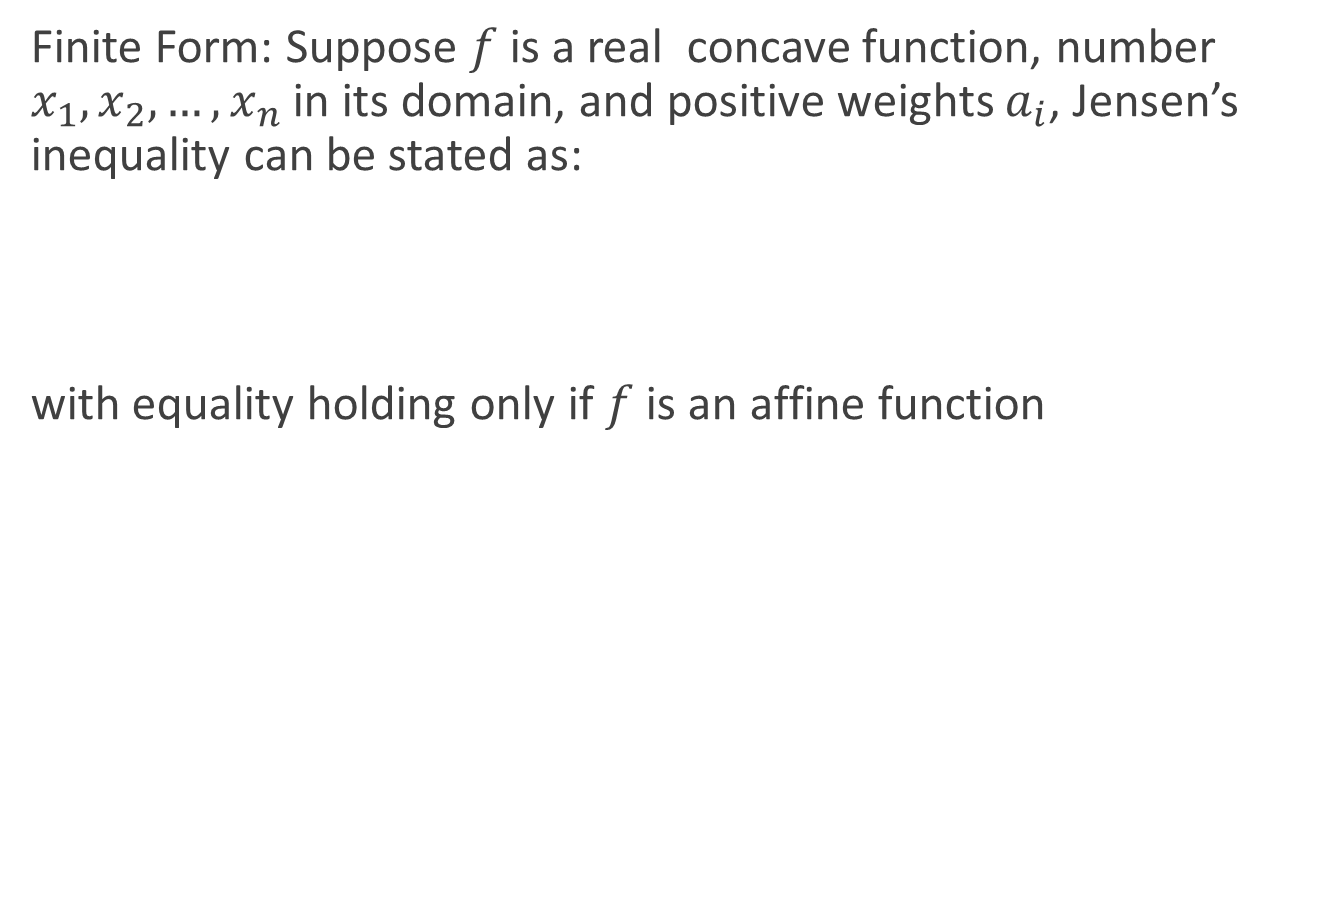 Finite Form: Suppose 𝑓 is a real  concave function, number
𝑥₁, 𝑥₂, … , 𝑥ₙ in its domain, and positive weights 𝑎ᵢ, Jensen’s
inequality can be stated as:
with equality holding only if 𝑓 is an affine function